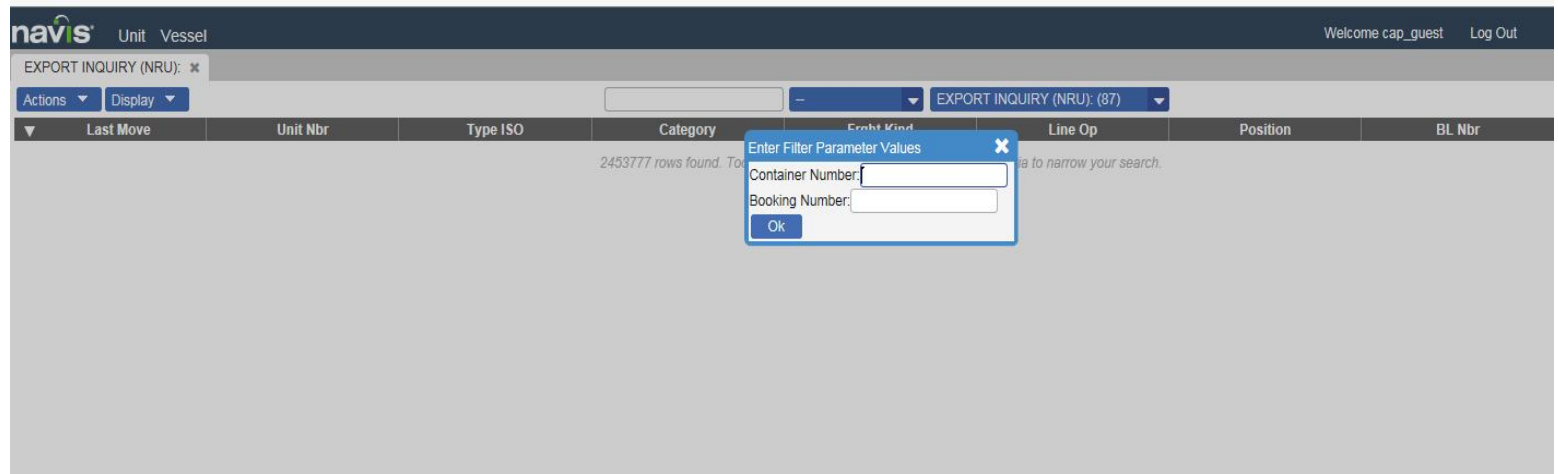 navis Unit Vessel Welcome cap_guest Log Out
EXPORT INQUIRY (NRU):
Actions Display – EXPORT INQUIRY (NRU): (87)
Last Move Unit Nbr Type ISO Category Frght Kind Line Op Position BL Nbr
Enter Filter Parameter Values
2453777 rows found. to narrow your search.
Container Number:
Booking Number:
Ok